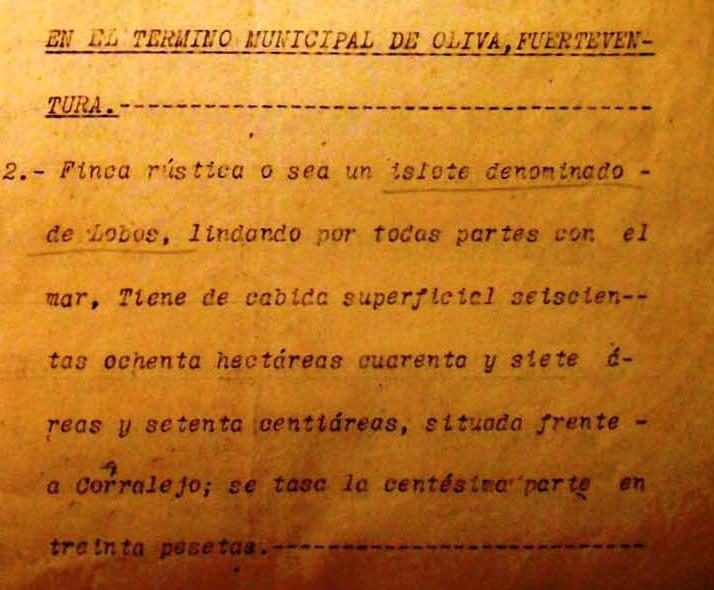 EN EL TERMINO MUNICIPAL DE OLIVA, FUERTEVEN-
TURA.--------------------------------------
2.- Finca rústica o sea un islote denominado -
de Lobos, lindando por todas partes con el
mar, Tiene de cabida superficial seiscien--
tas ochenta hectáreas cuarenta y siete á-
reas y setenta centiáreas, situada frente -
a Corralejo; se tasa la centésima parte en
treinta pesetas.---------------------------